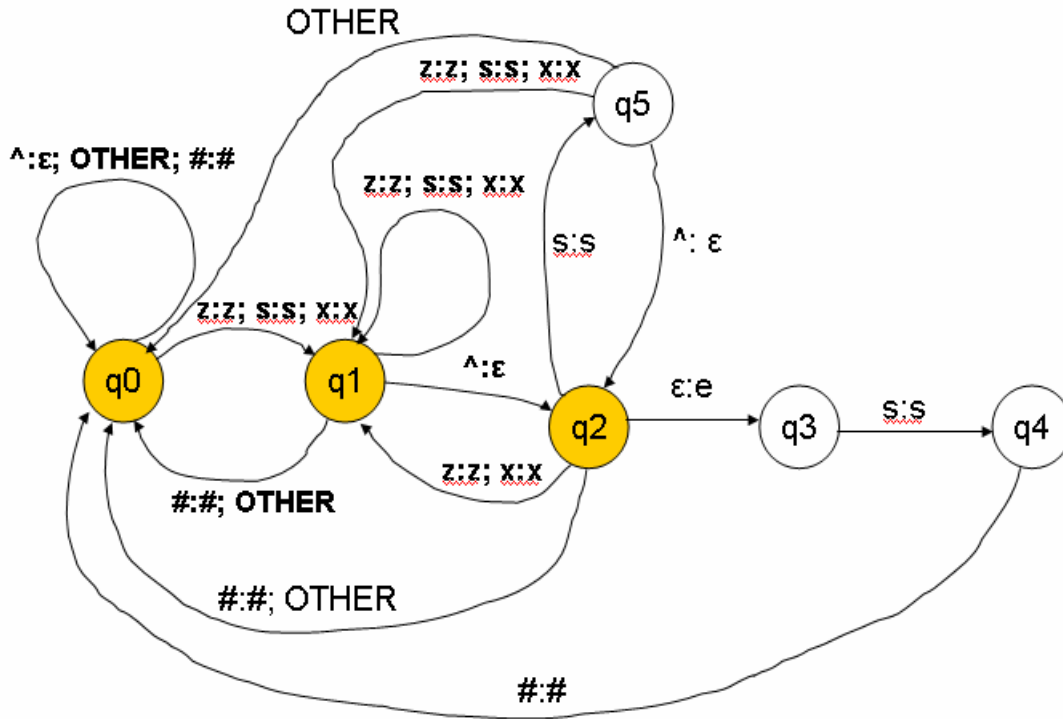 OTHER
z:z; s:s; x:x
q5
^:ε; OTHER; #:#
z:z; s:s; x:x
s:s
^: ε
z:z; s:s; x:x
q0
q1
^:ε
q2
ε:e
q3
s:s
q4
z:z; x:x
#:#; OTHER
#:#; OTHER
#:#